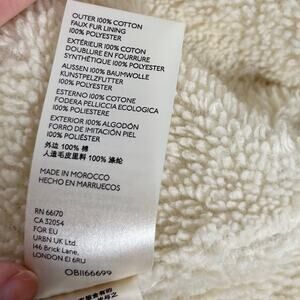 OUTER 100% COTTON
FAUX FUR LINING
100% POLYESTER
EXTÉRIEUR 100% COTON
DOUBLURE EN FOURRURE
SYNTHÉTIQUE 100% POLYESTER
AUSSEN 100% BAUMWOLLE
KUNSTPELZFUTTER
100% POLYESTER
ESTERNO 100% COTONE
FODERA PELLICCIA ECOLOGICA
100% POLIESTERE
EXTERIOR 100% ALGODÓN
FORRO DE IMITACIÓN PIEL
100% POLIÉSTER
外边 100% 棉
人造毛皮里料 100% 涤纶
MADE IN MOROCCO
HECHO EN MARRUECOS
RN 66170
CA 32054
FOR EU
URBN UK Ltd.
146 Brick Lane,
LONDON E1 6RU
OB1166699